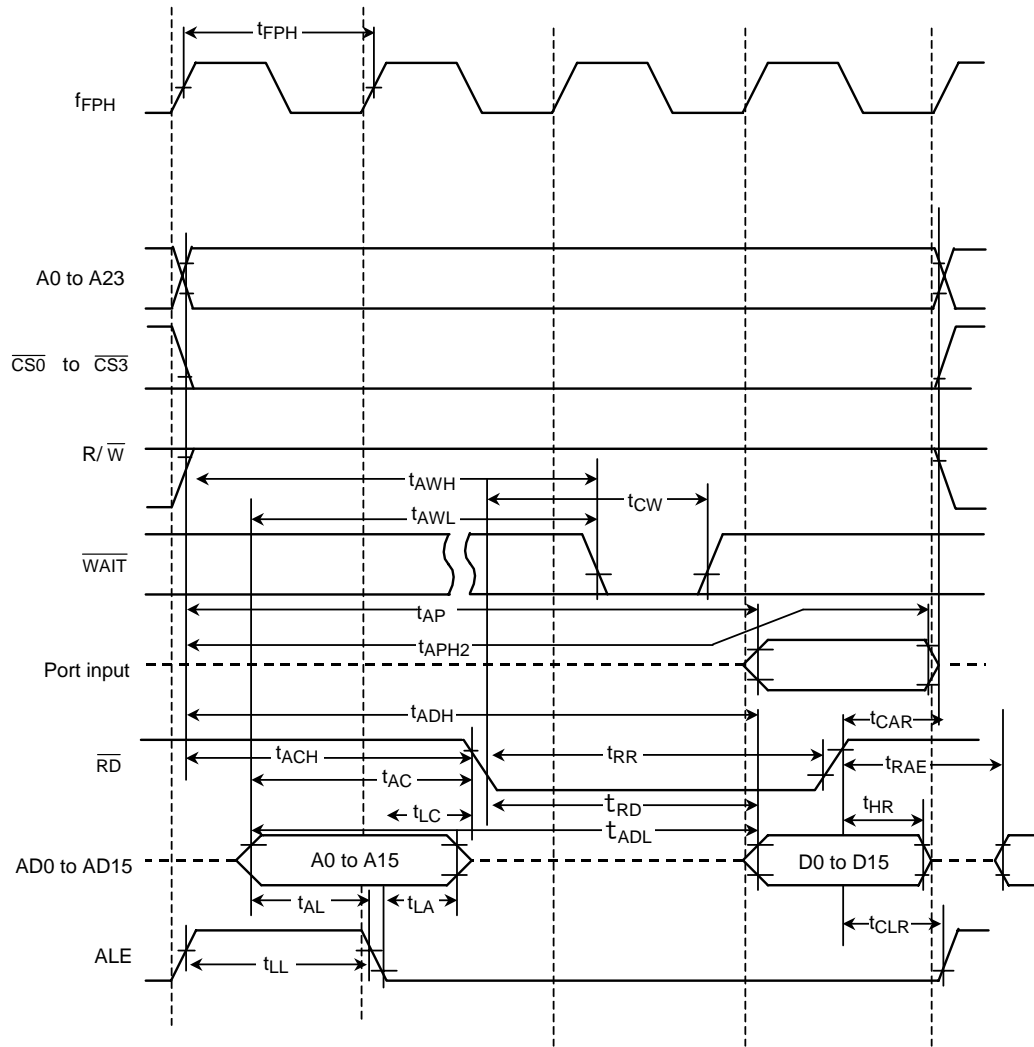 tFPH
fFPH
A0 to A23
CS0 to CS3
R/W
tAWH
tCW
tAWL
WAIT
tAP
tAPH2
Port input
tADH
tCAR
RD
tACH
tRR
tAC
tRAE
tRD
tLC
tHR
tADL
AD0 to AD15
A0 to A15
D0 to D15
tAL
tLA
tCLR
ALE
tLL